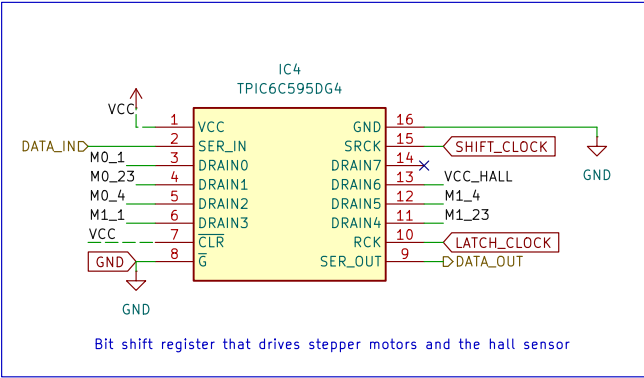 IC4
TPIC6C595DG4
VCC
1 VCC GND 16
DATA_IN 2 SER_IN SRCK 15 SHIFT_CLOCK
M0_1 3 DRAIN0 DRAIN7 14
M0_23 4 DRAIN1 DRAIN6 13 VCC_HALL
M0_4 5 DRAIN2 DRAIN5 12 M1_4
M1_1 6 DRAIN3 DRAIN4 11 M1_23
VCC 7 CLR RCK 10 LATCH_CLOCK
GND 8 G SER_OUT 9 DATA_OUT
GND
GND
Bit shift register that drives stepper motors and the hall sensor